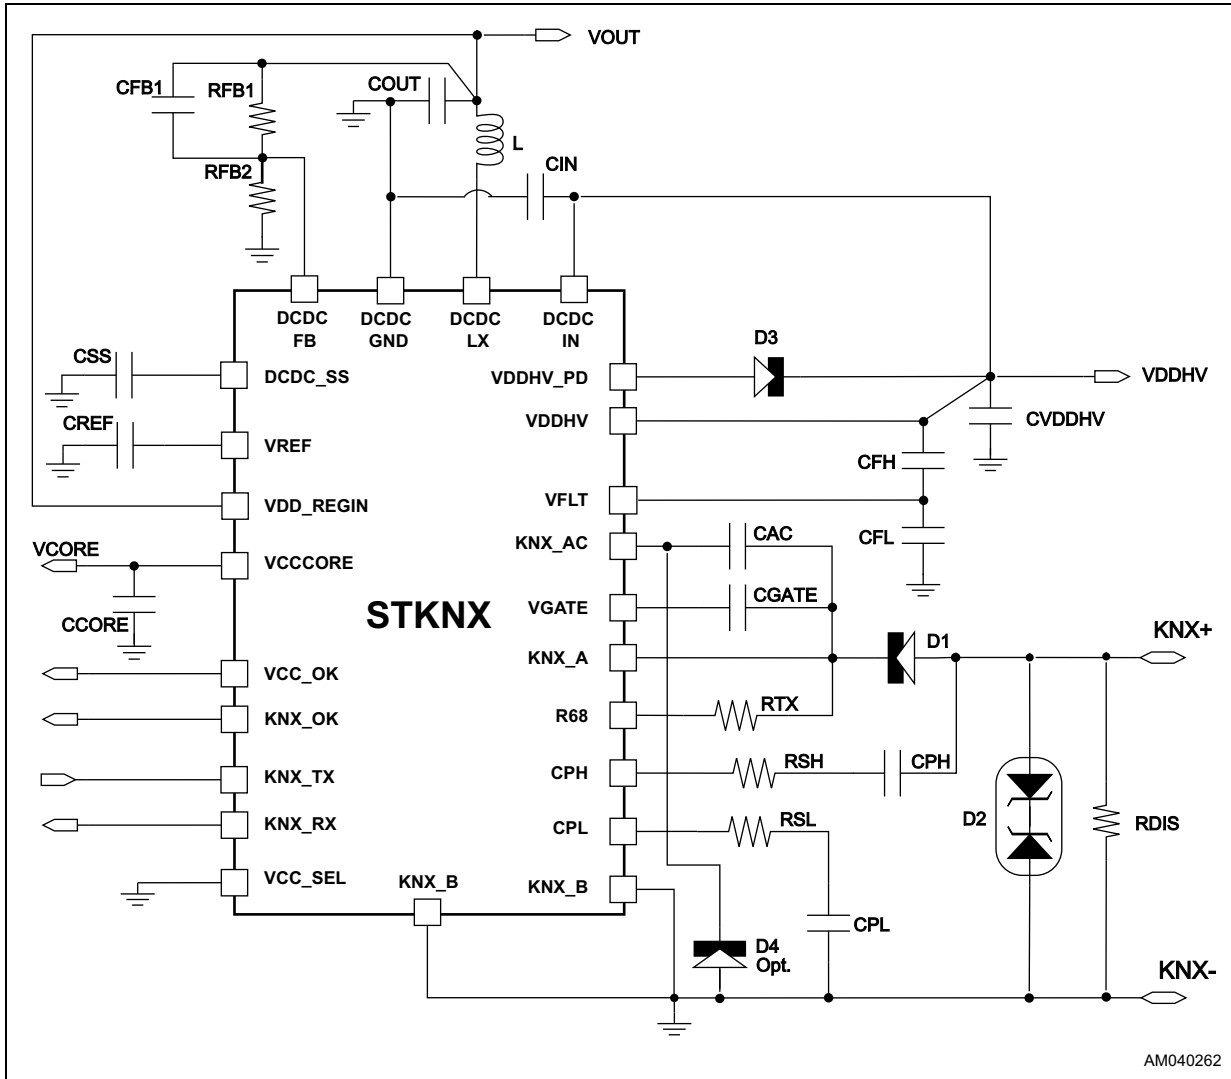 VOUT
CFB1
RFB1
COUT
L
RFB2
CIN
DCDC
FB
DCDC
GND
DCDC
LX
DCDC
IN
D3
CSS
DCDC_SS
VDDHV_PD
VDDHV
CREF
VREF
VDDHV
CVDDHV
CFH
VDD_REGIN
VFLT
VCORE
VCCCORE
KNX_AC
CAC
CFL
CCORE
STKNX
VGATE
CGATE
KNX_A
D1
KNX+
VCC_OK
KNX_OK
R68
RTX
KNX_TX
CPH
RSH
CPH
KNX_RX
CPL
RSL
D2
RDIS
VCC_SEL
KNX_B
KNX_B
D4
Opt.
CPL
KNX-
AM040262